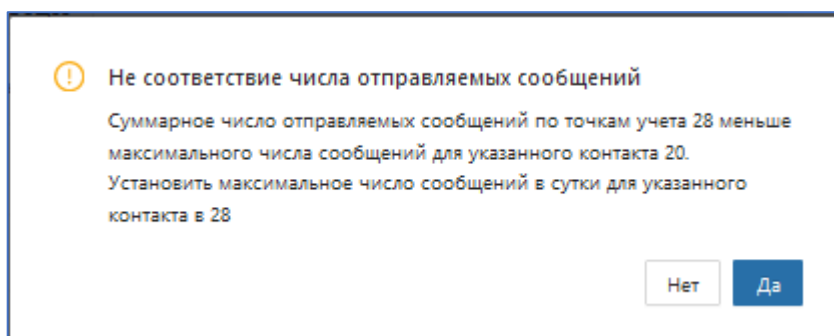 Не соответствие числа отправляемых сообщений
Суммарное число отправляемых сообщений по точкам учета 28 меньше
максимального числа сообщений для указанного контакта 20.
Установить максимальное число сообщений в сутки для указанного
контакта в 28
Нет
Да